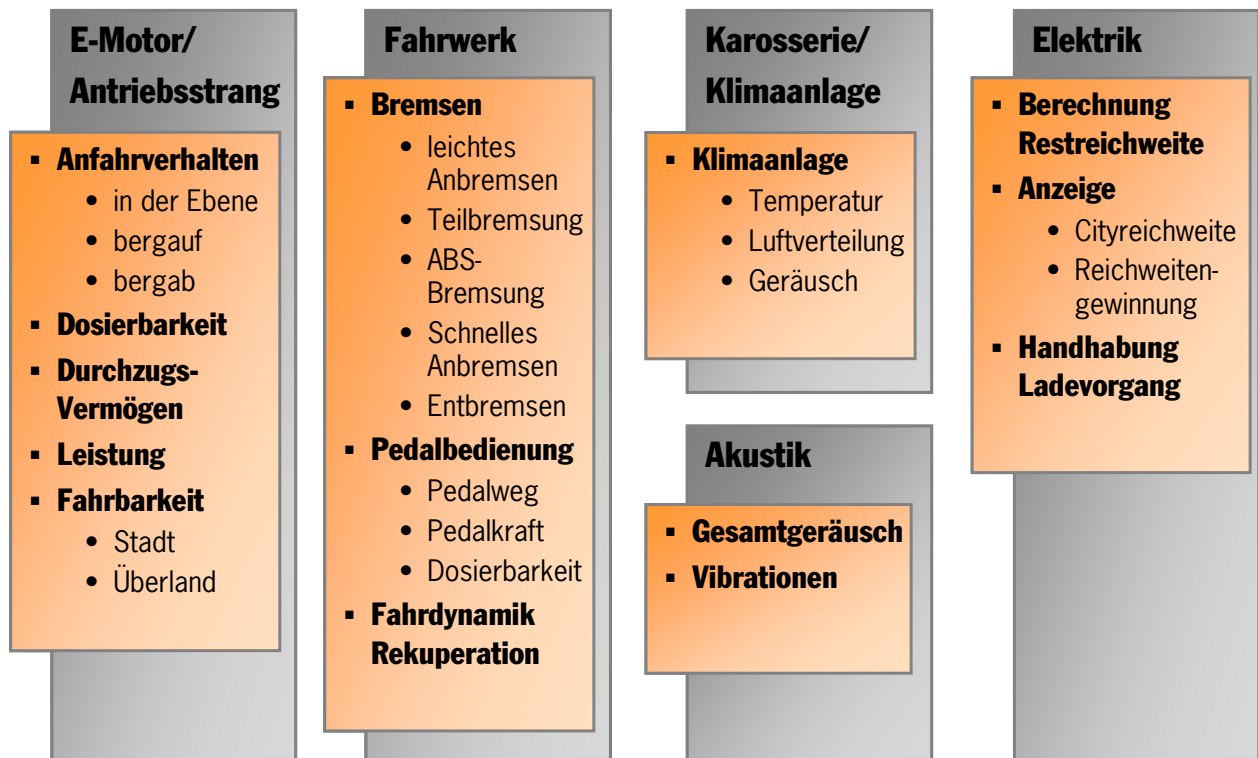 E-Motor/
Antriebsstrang
▪ Anfahrverhalten
• in der Ebene
• bergauf
• bergab
▪ Dosierbarkeit
▪ Durchzugs-
Vermögen
▪ Leistung
▪ Fahrbarkeit
• Stadt
• Überland
Fahrwerk
▪ Bremsen
• leichtes
Anbremsen
• Teilbremsung
• ABS-
Bremsung
• Schnelles
Anbremsen
• Entbremsen
▪ Pedalbedienung
• Pedalweg
• Pedalkraft
• Dosierbarkeit
▪ Fahrdynamik
Rekuperation
Karosserie/
Klimaanlage
▪ Klimaanlage
• Temperatur
• Luftverteilung
• Geräusch
Akustik
▪ Gesamtgeräusch
▪ Vibrationen
Elektrik
▪ Berechnung
Restreichweite
▪ Anzeige
• Cityreichweite
• Reichweiten-
gewinnung
▪ Handhabung
Ladevorgang